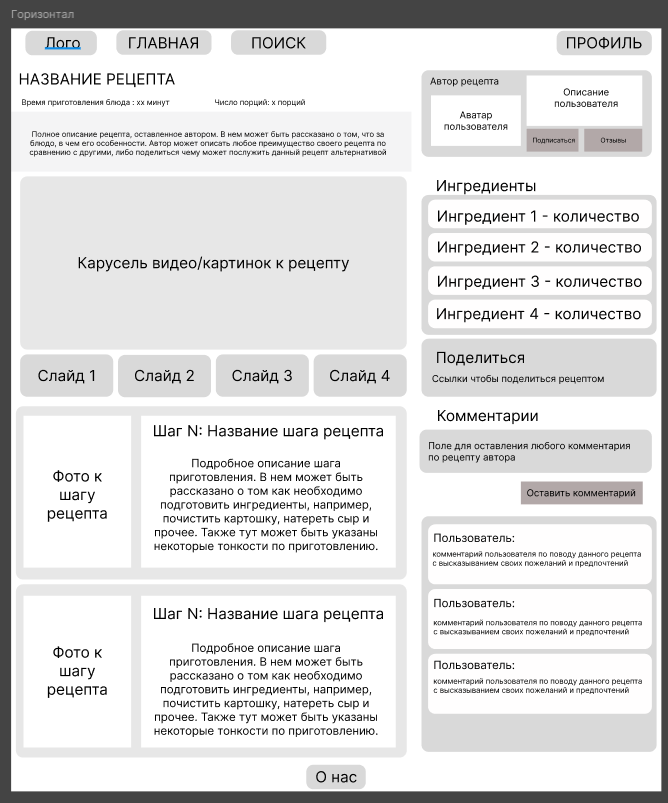 Горизонтал
Лого
ГЛАВНАЯ
ПОИСК
ПРОФИЛЬ
НАЗВАНИЕ РЕЦЕПТА
Время приготовления блюда : xx минут
Число порций: x порций
Полное описание рецепта, оставленное автором. В нем может быть рассказано о том, что за
блюдо, в чем его особенности. Автор может описать любое преимущество своего рецепта по
сравнению с другими, либо поделиться чему может послужить данный рецепт альтернативой
Карусель видео/картинок к рецепту
Слайд 1
Слайд 2
Слайд 3
Слайд 4
Фото к
шагу
рецепта
Шаг N: Название шага рецепта
Подробное описание шага
приготовления. В нем может быть
рассказано о том как необходимо
подготовить ингредиенты, например,
почистить картошку, натереть сыр и
прочее. Также тут может быть указаны
некоторые тонкости по приготовлению.
Фото к
шагу
рецепта
Шаг N: Название шага рецепта
Подробное описание шага
приготовления. В нем может быть
рассказано о том как необходимо
подготовить ингредиенты, например,
почистить картошку, натереть сыр и
прочее. Также тут может быть указаны
некоторые тонкости по приготовлению.
Автор рецепта
Аватар
пользователя
Описание
пользователя
Подписаться
Отзывы
Ингредиенты
Ингредиент 1 - количество
Ингредиент 2 - количество
Ингредиент 3 - количество
Ингредиент 4 - количество
Поделиться
Ссылки чтобы поделиться рецептом
Комментарии
Поле для оставления любого комментария
по рецепту автора
Оставить комментарий
Пользователь:
комментарий пользователя по поводу данного рецепта
с высказыванием своих пожеланий и предпочтений
Пользователь:
комментарий пользователя по поводу данного рецепта
с высказыванием своих пожеланий и предпочтений
Пользователь:
комментарий пользователя по поводу данного рецепта
с высказыванием своих пожеланий и предпочтений
О нас